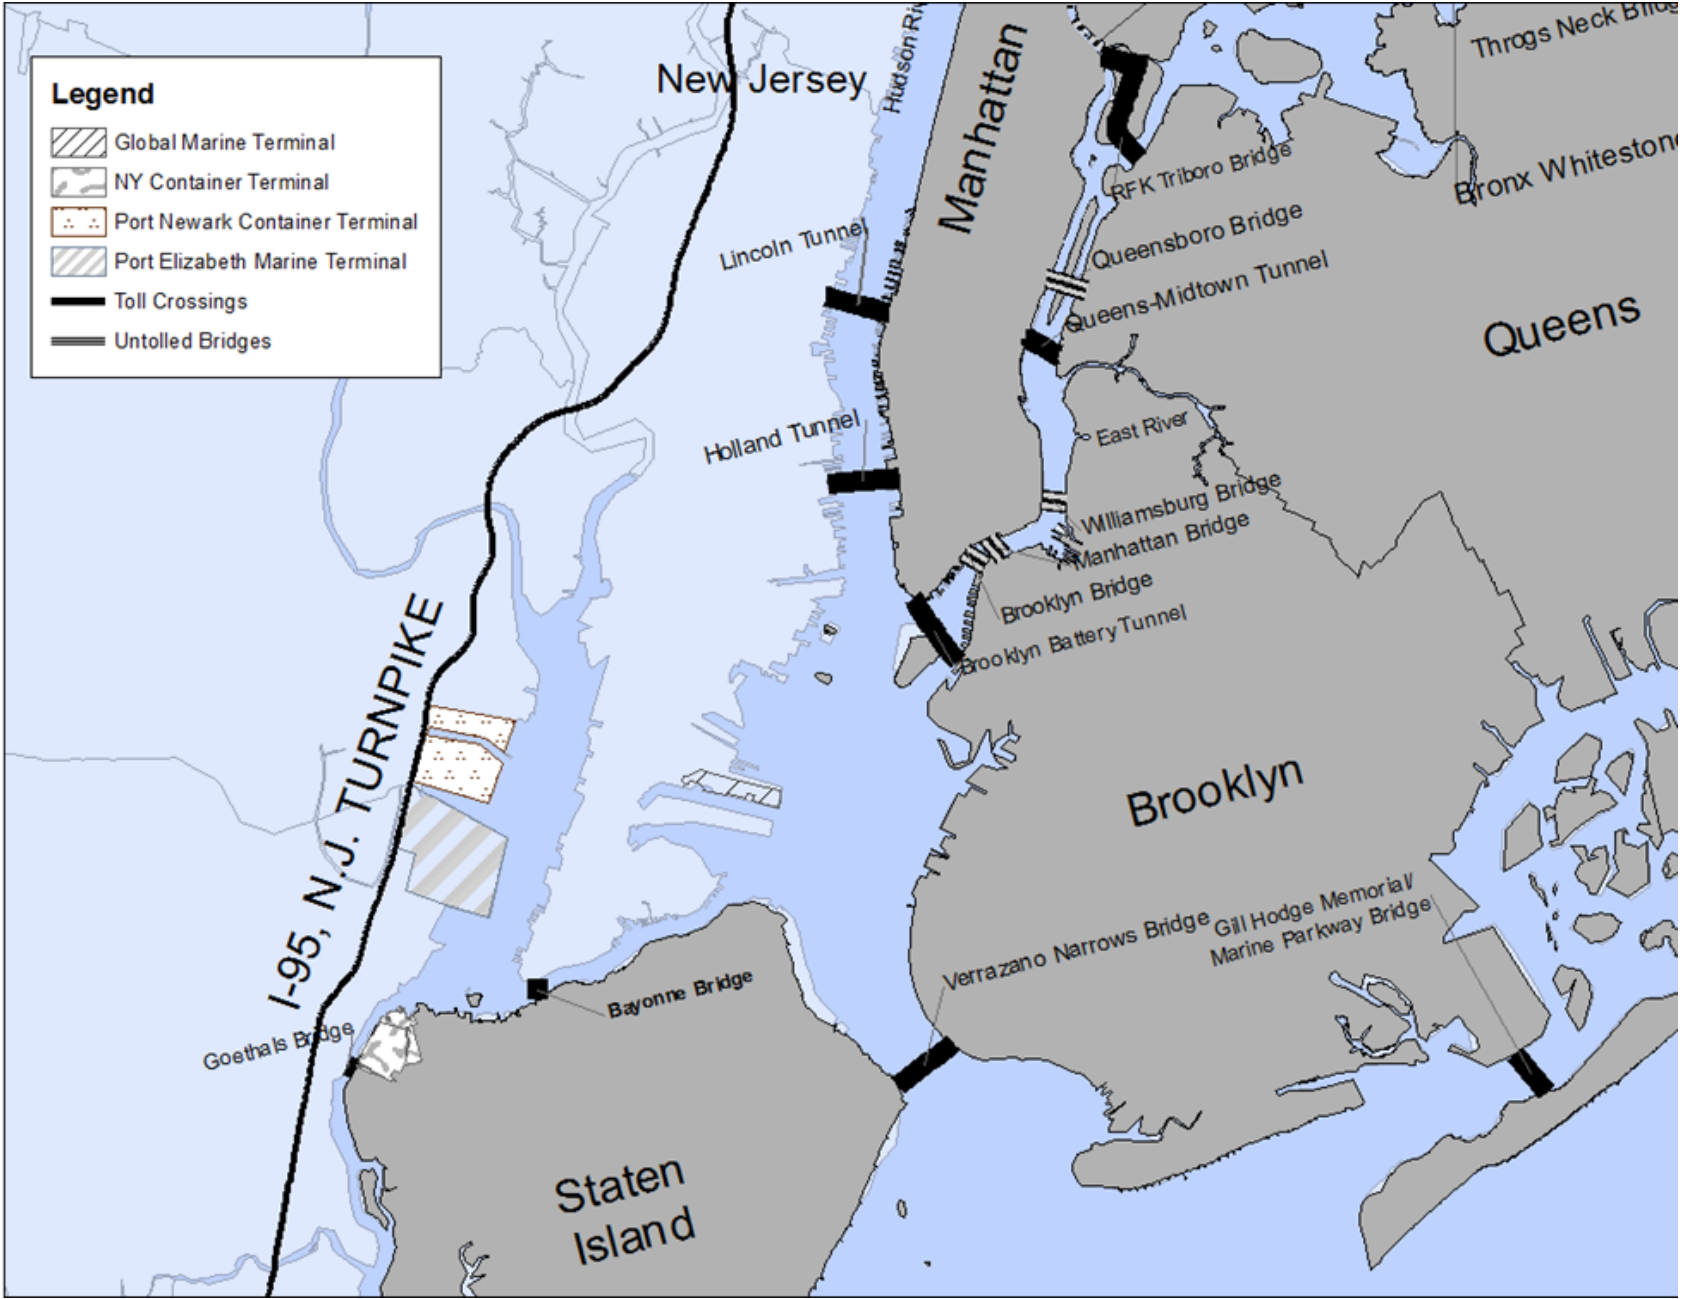 Legend
Global Marine Terminal
NY Container Terminal
Port Newark Container Terminal
Port Elizabeth Marine Terminal
Toll Crossings
Untolled Bridges
New Jersey
Hudson Riv
Manhattan
Throgs Neck Bridg
RFK Triboro Bridge
Bronx Whitestone
Lincoln Tunnel
Queensboro Bridge
Queens-Midtown Tunnel
Queens
Holland Tunnel
East River
Williamsburg Bridge
Manhattan Bridge
Brooklyn Bridge
Brooklyn Battery Tunnel
I-95, N.J. TURNPIKE
Brooklyn
Gill Hodge Memorial/
Marine Parkway Bridge
Verrazano Narrows Bridge
Bayonne Bridge
Goethals Bridge
Staten
Island